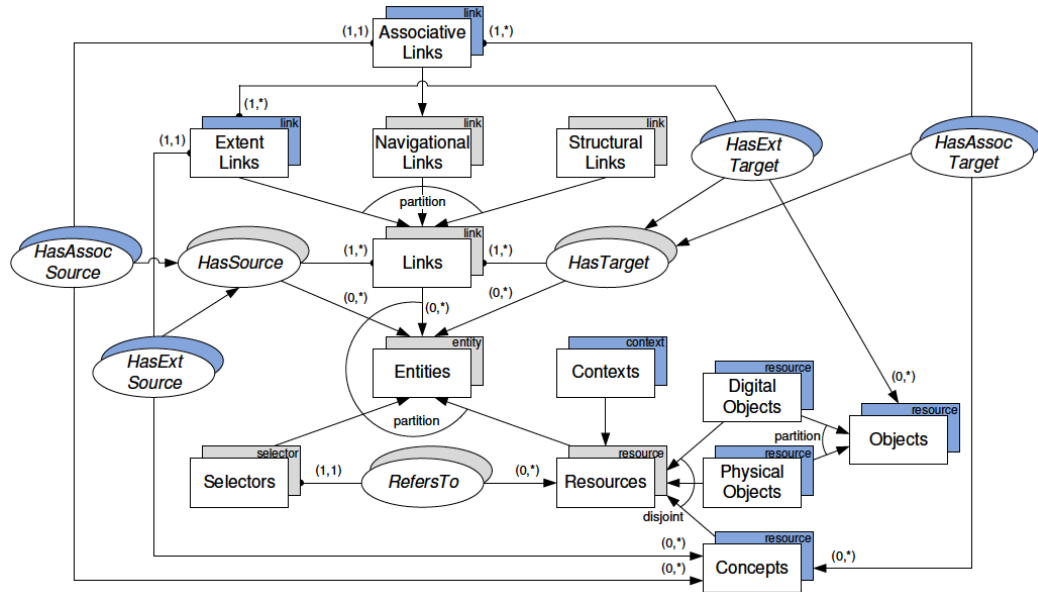 link
(1,1)
Associative
Links
(1,*)
(1,*)
link
link
link
(1,1)
Extent
Links
Navigational
Links
Structural
Links
HasExt
Target
HasAssoc
Target
partition
link
HasAssoc
Source
HasSource
(1,*)
Links
(1,*)
HasTarget
(0,*)
(0,*)
(0,*)
entity
context
HasExt
Source
Entities
Contexts
resource
Digital
Objects
(0,*)
resource
partition
partition
Objects
selector
resource
resource
Selectors
(1,1)
RefersTo
(0,*)
Resources
Physical
Objects
disjoint
resource
(0,*)
(0,*)
Concepts
(0,*)